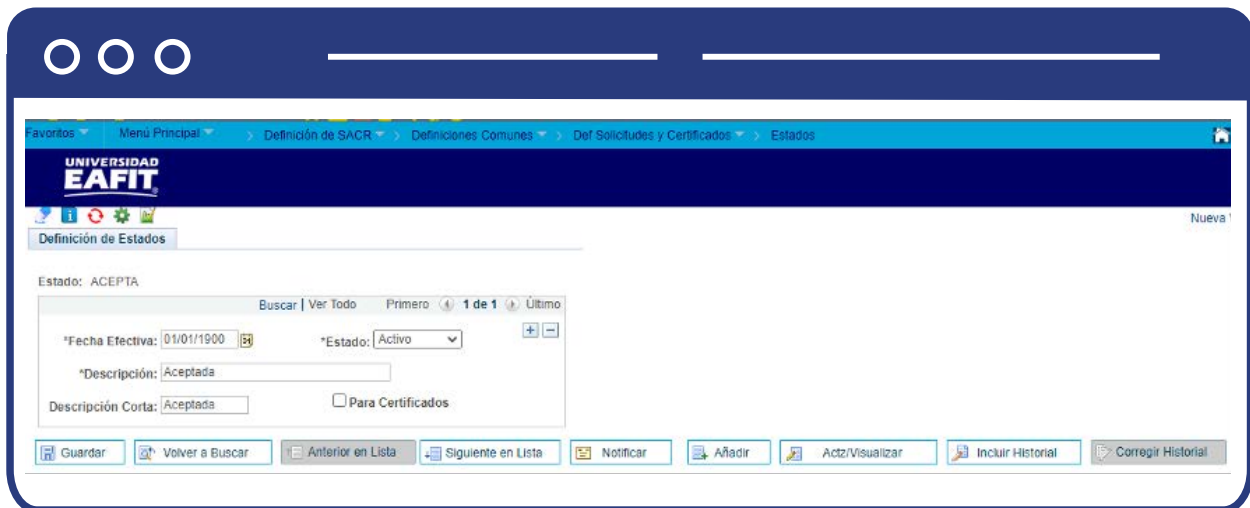 Favoritos Menú Principal > Definición de SACR > Definiciones Comunes > Def Solicitudes y Certificados > Estados
UNIVERSIDAD
EAFIT
Nueva
Definición de Estados
Estado: ACEPTA
Buscar | Ver Todo Primero 1 de 1 Último
*Fecha Efectiva: 01/01/1900 *Estado: Activo
*Descripción: Aceptada
Descripción Corta: Aceptada Para Certificados
Guardar Volver a Buscar Anterior en Lista Siguiente en Lista Notificar Añadir Actz/Visualizar Incluir Historial Corregir Historial